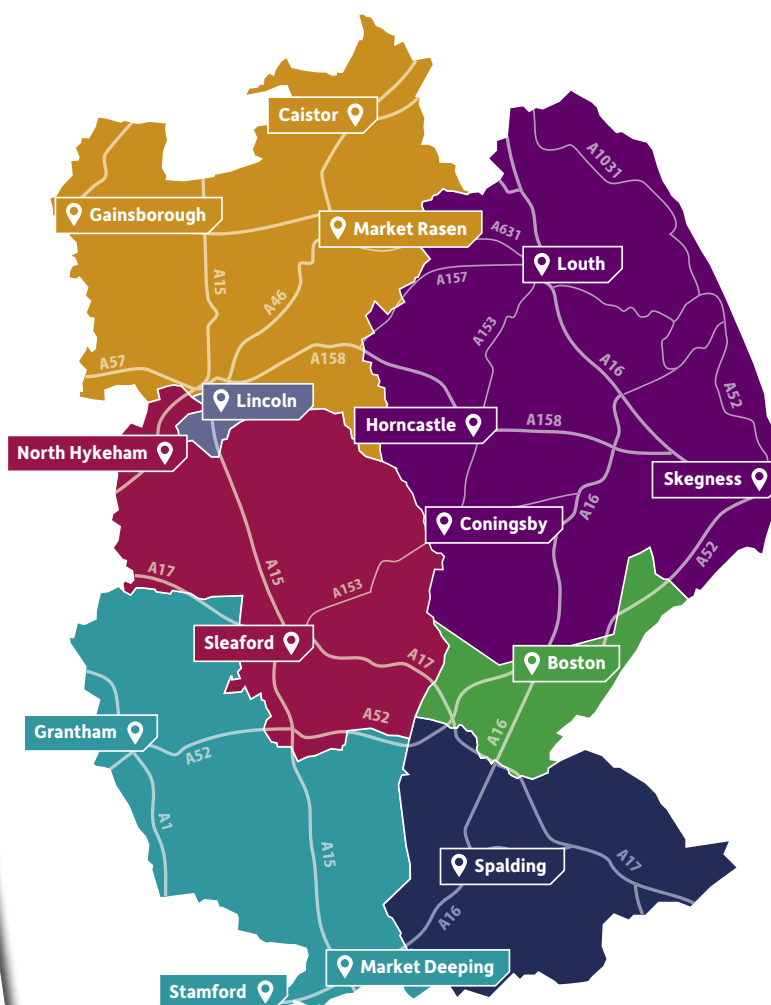 Caistor
A1031
Gainsborough
Market Rasen
A631
Louth
A157
A15
A46
A153
A57
A158
A16
A52
Lincoln
Horncastle
A158
North Hykeham
Skegness
A16
Coningsby
A52
A17
A15
A153
Sleaford
A17
Boston
A52
Grantham
A52
A16
A1
A15
Spalding
A17
A16
Market Deeping
Stamford